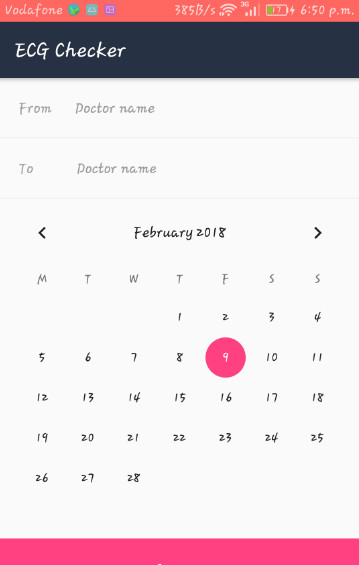 Vodafone 385B/s 3G 17 6:50 p.m.
ECG Checker
From Doctor name
To Doctor name
February 2018
M T W T F S S
1 2 3 4
5 6 7 8 9 10 11
12 13 14 15 16 17 18
19 20 21 22 23 24 25
26 27 28